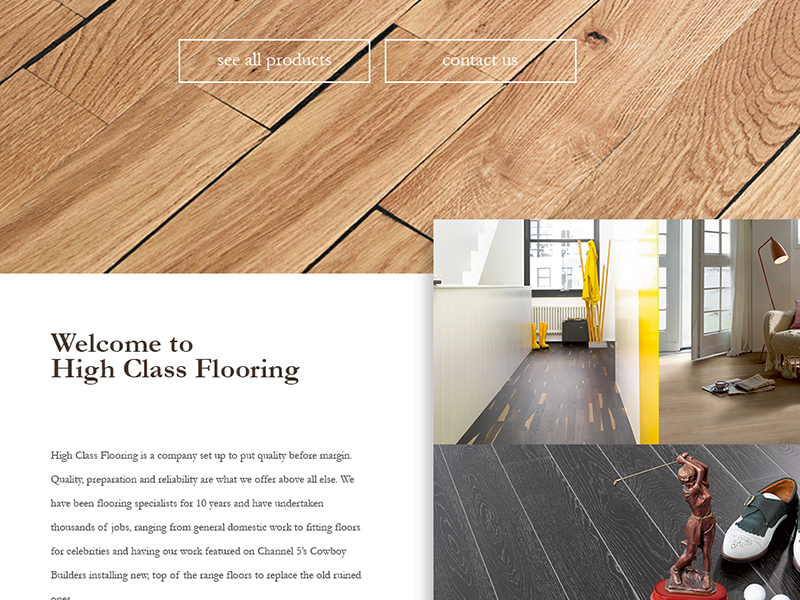 see all products
contact us
Welcome to
High Class Flooring
High Class Flooring is a company set up to put quality before margin.
Quality, preparation and reliability are what we offer above all else. We
have been flooring specialists for 10 years and have undertaken
thousands of jobs, ranging from general domestic work to fitting floors
for celebrities and having our work featured on Channel 5's Cowboy
Builders installing new, top of the range floors to replace the old ruined
ones.